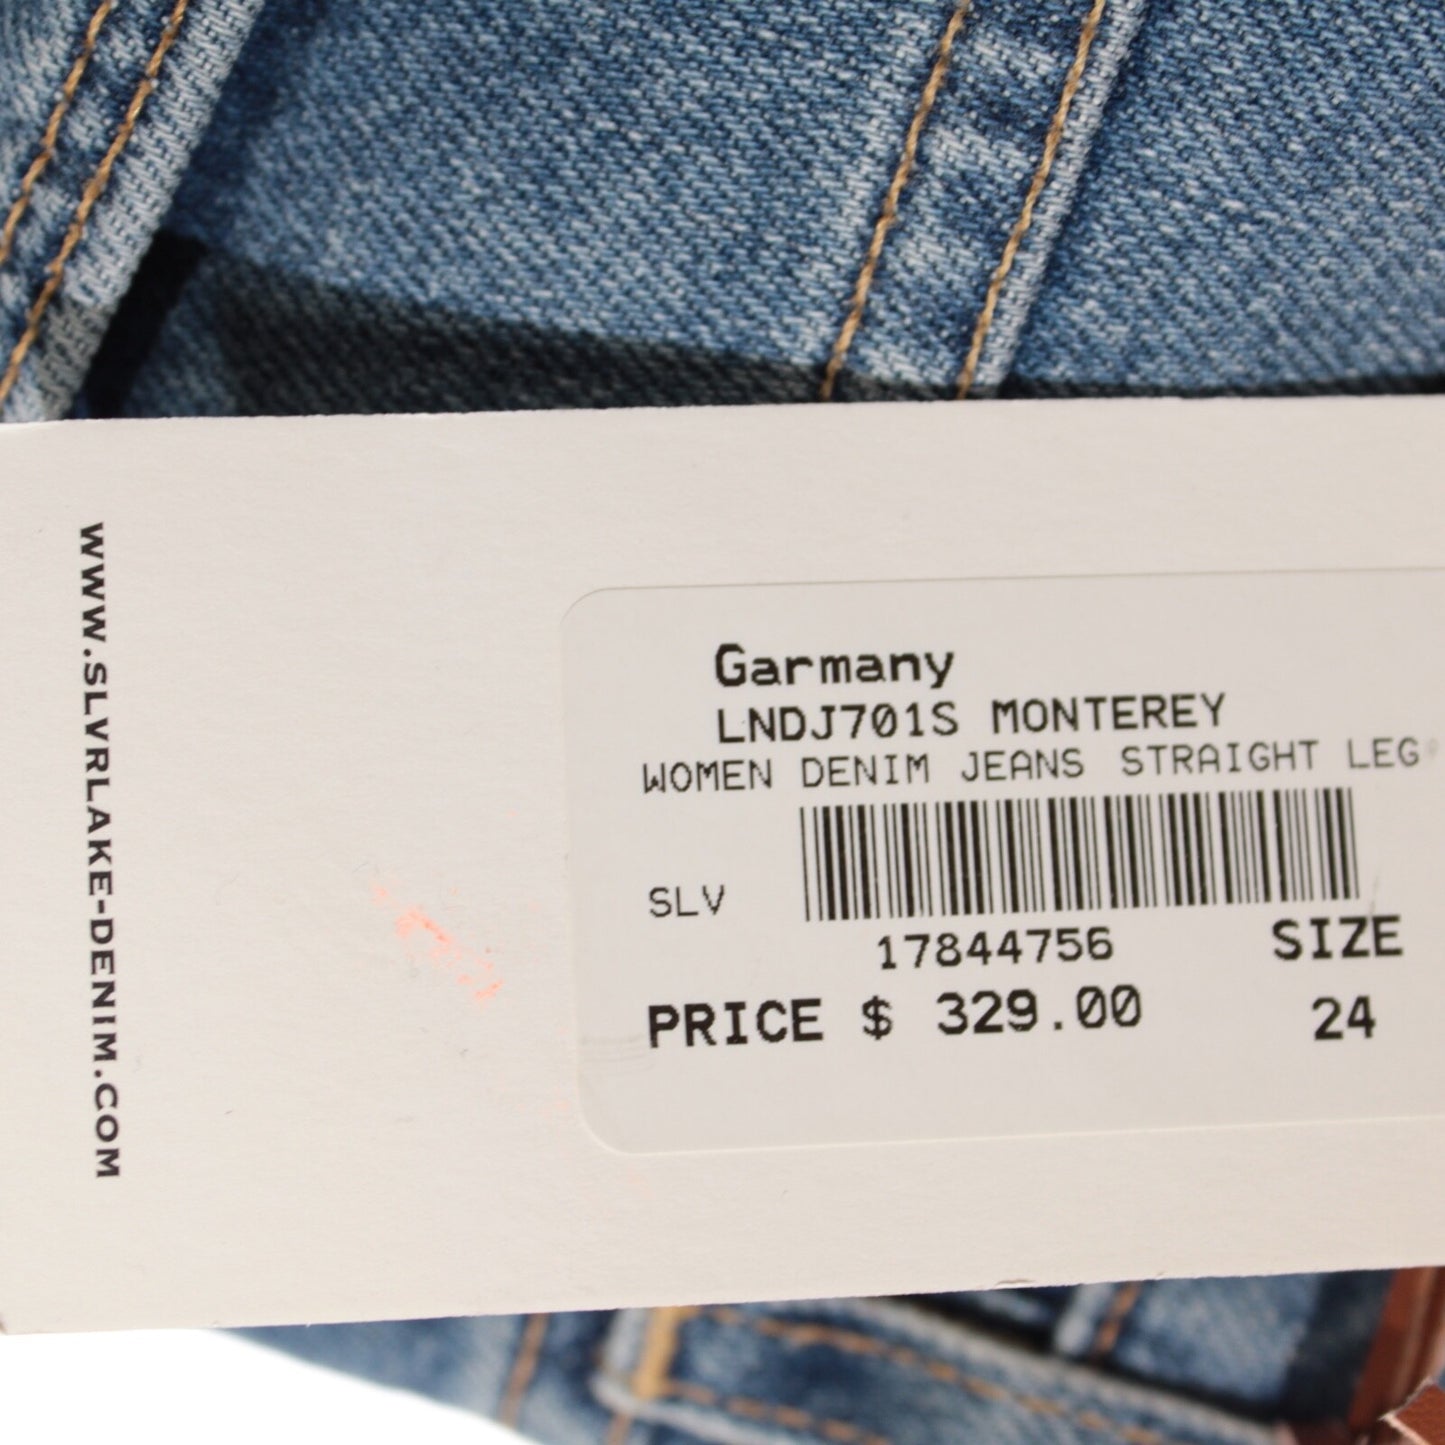 WWW.SLVRLAKE-DENIM.COM
Garmany
LNDJ701S MONTEREY
WOMEN DENIM JEANS STRAIGHT LEG
SLV
17844756
SIZE
PRICE $ 329.00
24